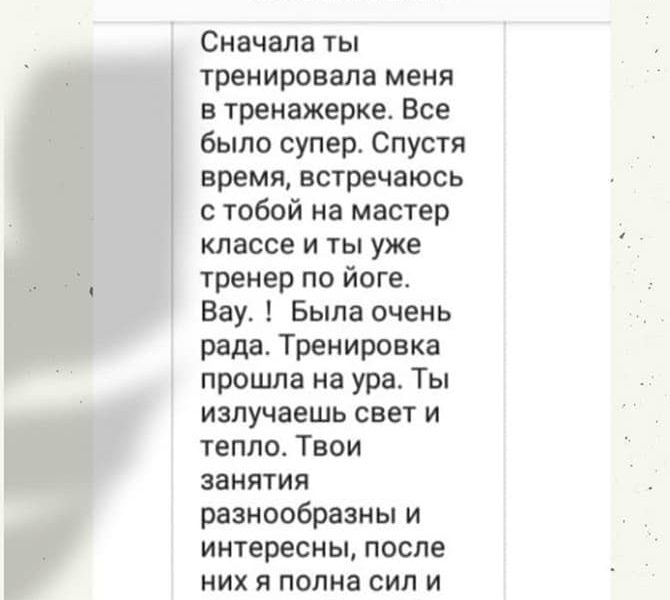 Сначала ты
тренировала меня
в тренажерке. Все
было супер. Спустя
время, встречаюсь
с тобой на мастер
классе и ты уже
тренер по йоге.
Вау. ! Была очень
рада. Тренировка
прошла на ура. Ты
излучаешь свет и
тепло. Твои
занятия
разнообразны и
интересны, после
них я полна сил и